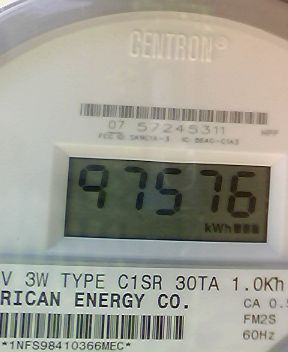 CENTRON®
07 57245311
97576
kWh
V 3W TYPE C1SR 30TA 1.0Kh
RICAN ENERGY CO.
CA 0.5
FM2S
60Hz
*1NFS98410366MEC*